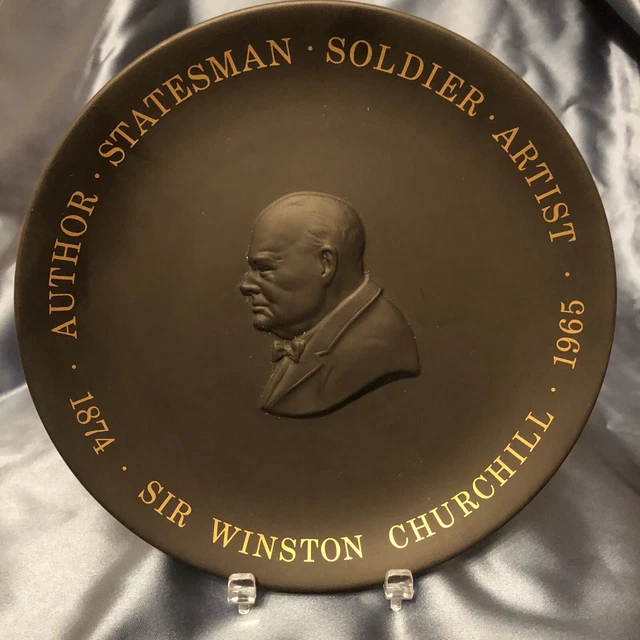 AUTHOR · STATESMAN · SOLDIER · ARTIST ·
1874 · SIR WINSTON CHURCHILL · 1965